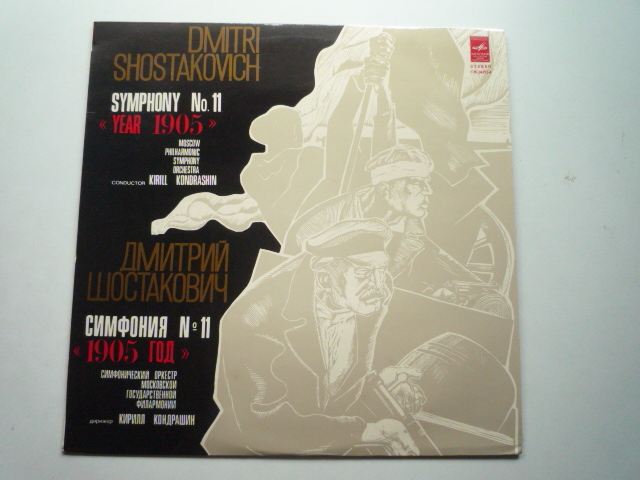 DMITRI
SHOSTAKOVICH
SYMPHONY No. 11
« YEAR 1905 »
MOSCOW
PHILHARMONIC
SYMPHONY
ORCHESTRA
CONDUCTOR KIRILL KONDRASHIN
STEREO
ДМИТРИЙ
ШОСТАКОВИЧ
СИМФОНИЯ № 11
« 1905 ГОД »
СИМФОНИЧЕСКИЙ ОРКЕСТР
МОСКОВСКОЙ
ГОСУДАРСТВЕННОЙ
ФИЛАРМОНИИ
дирижер КИРИЛЛ КОНДРАШИН